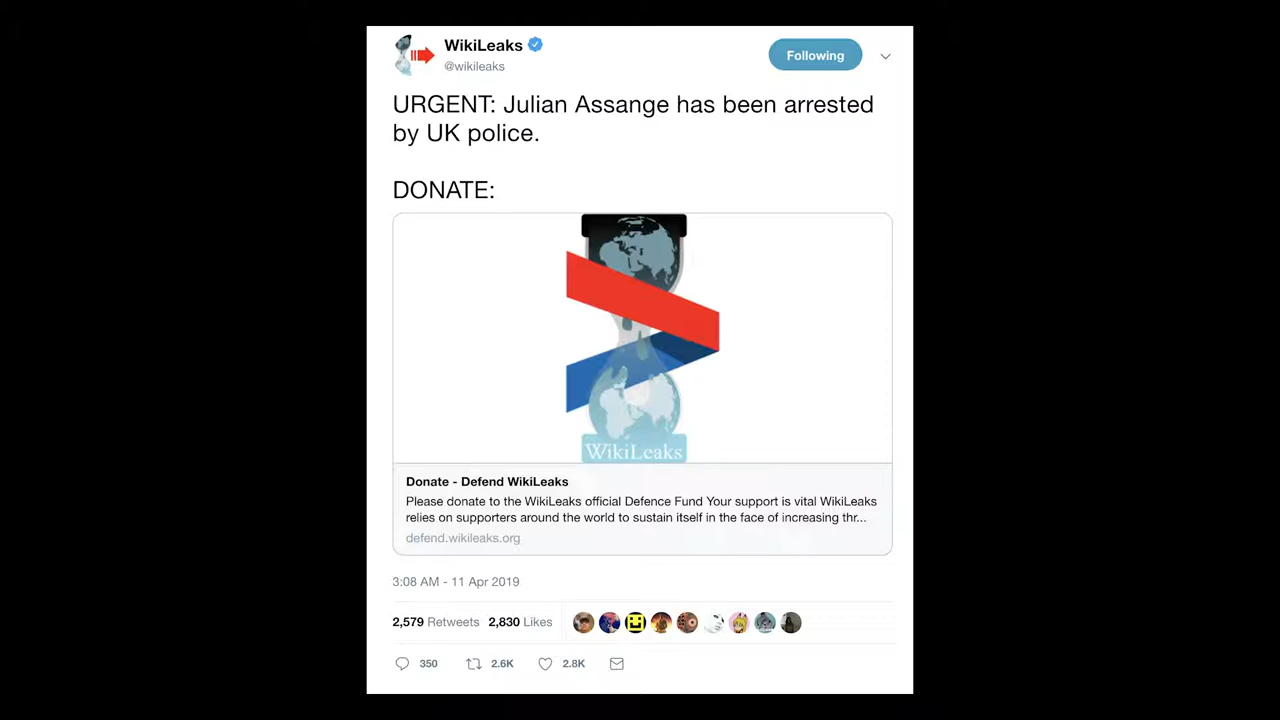 WikiLeaks
Following
@wikileaks
URGENT: Julian Assange has been arrested
by UK police.
DONATE:
WikiLeaks
Donate - Defend WikiLeaks
Please donate to the WikiLeaks official Defence Fund Your support is vital WikiLeaks
relies on supporters around the world to sustain itself in the face of increasing thr...
defend.wikileaks.org
3:08 AM - 11 Apr 2019
2,579 Retweets 2,830 Likes
350 2.6K 2.8K